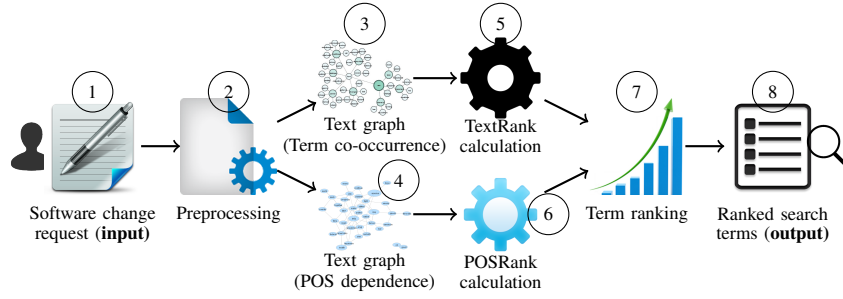 1
Software change
request (input)
2
Preprocessing
3
Text graph
(Term co-occurrence)
4
Text graph
(POS dependence)
5
TextRank
calculation
6
POSRank
calculation
7
Term ranking
8
Ranked search
terms (output)